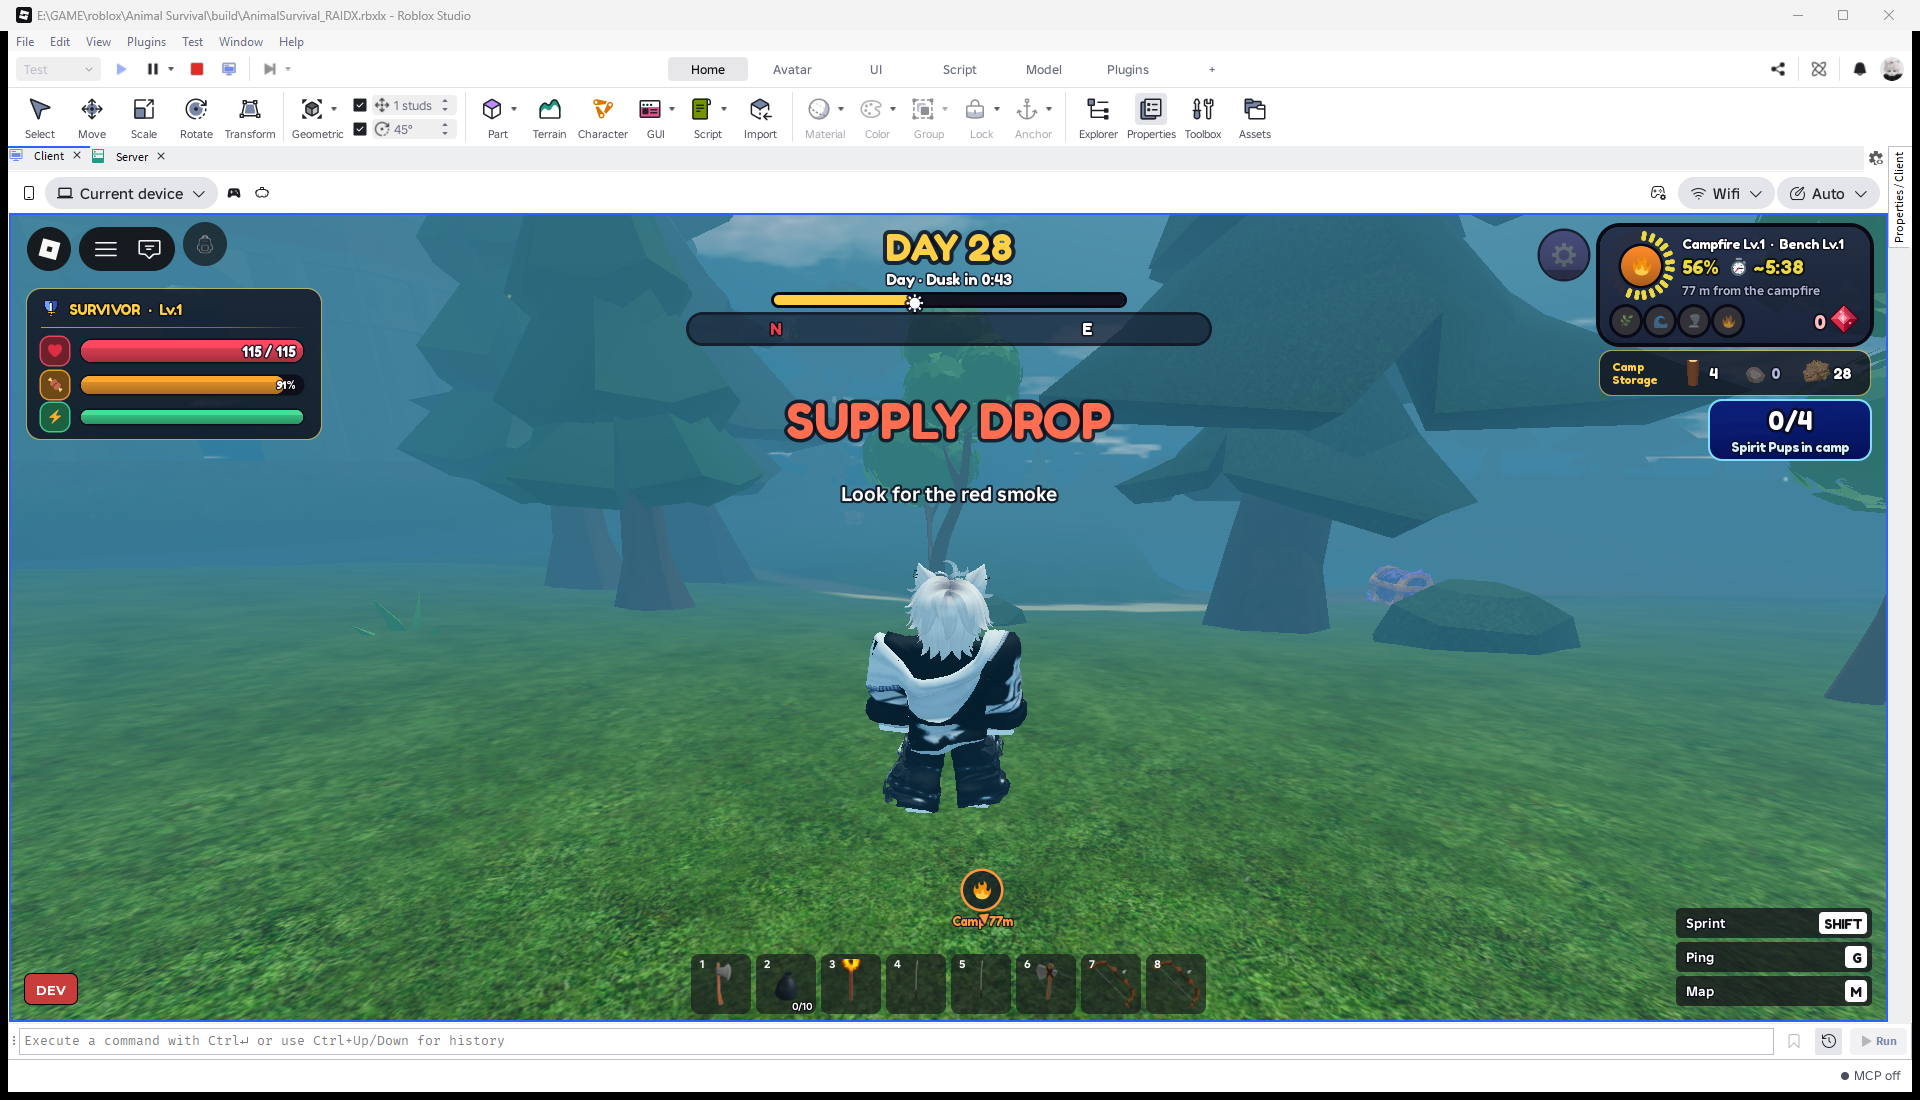 E:\GAME\roblox\Animal Survival\build\AnimalSurvival_RAIDX.rbxlx - Roblox Studio
File Edit View Plugins Test Window Help
Test
Home Avatar UI Script Model Plugins +
1 studs
45°
Select Move Scale Rotate Transform Geometric Part Terrain Character GUI Script Import Material Color Group Lock Anchor Explorer Properties Toolbox Assets
Client Server
Properties / Client
Current device Wifi Auto
DAY 28
Day · Dusk in 0:43
N E
SURVIVOR · Lv.1
115 / 115
91%
Campfire Lv.1 · Bench Lv.1
56% ~5:38
77 m from the campfire
0
Camp Storage 4 0 28
0/4
Spirit Pups in camp
SUPPLY DROP
Look for the red smoke
Camp 77m
Sprint SHIFT
Ping G
Map M
DEV
1 2 3 4 5 6 7 8
0/10
Execute a command with Ctrl↵ or use Ctrl+Up/Down for history
Run
MCP off